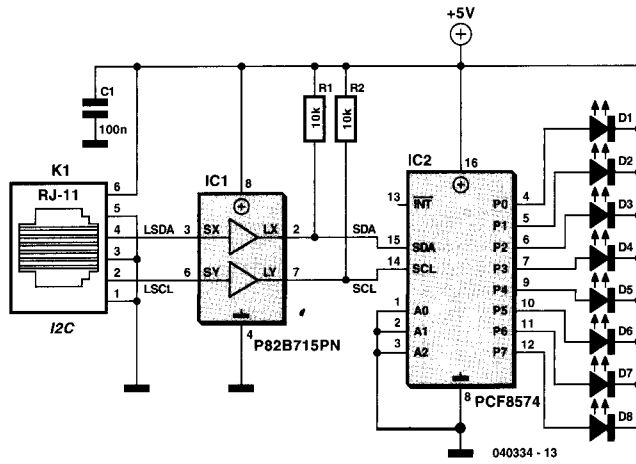 +5V
C1
100n
R1
10k
R2
10k
K1
RJ-11
6
5
4
3
2
1
I2C
LSDA
LSCL
IC1
8
3
SX
LX
2
6
SY
LY
7
4
P82B715PN
SDA
SCL
IC2
16
13
INT
15
SDA
14
SCL
1
A0
2
A1
3
A2
P0
4
P1
5
P2
6
P3
7
P4
9
P5
10
P6
11
P7
12
8
PCF8574
D1
D2
D3
D4
D5
D6
D7
D8
040334 - 13